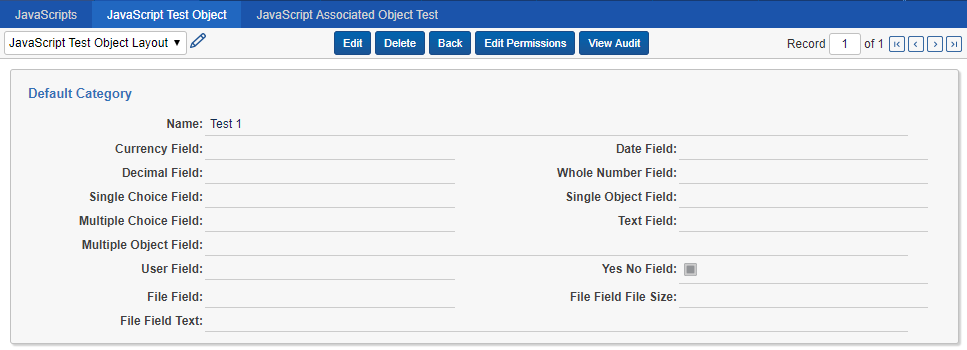 JavaScripts JavaScript Test Object JavaScript Associated Object Test
JavaScript Test Object Layout Edit Delete Back Edit Permissions View Audit Record 1 of 1
Default Category
Name: Test 1
Currency Field: Date Field:
Decimal Field: Whole Number Field:
Single Choice Field: Single Object Field:
Multiple Choice Field: Text Field:
Multiple Object Field:
User Field: Yes No Field:
File Field: File Field File Size:
File Field Text: